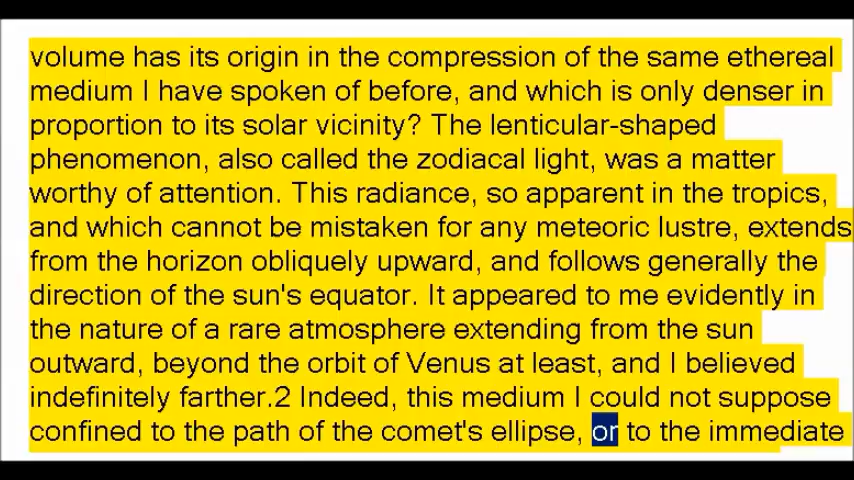 volume has its origin in the compression of the same ethereal
medium I have spoken of before, and which is only denser in
proportion to its solar vicinity? The lenticular-shaped
phenomenon, also called the zodiacal light, was a matter
worthy of attention. This radiance, so apparent in the tropics,
and which cannot be mistaken for any meteoric lustre, extends
from the horizon obliquely upward, and follows generally the
direction of the sun's equator. It appeared to me evidently in
the nature of a rare atmosphere extending from the sun
outward, beyond the orbit of Venus at least, and I believed
indefinitely farther.2 Indeed, this medium I could not suppose
confined to the path of the comet's ellipse, or to the immediate